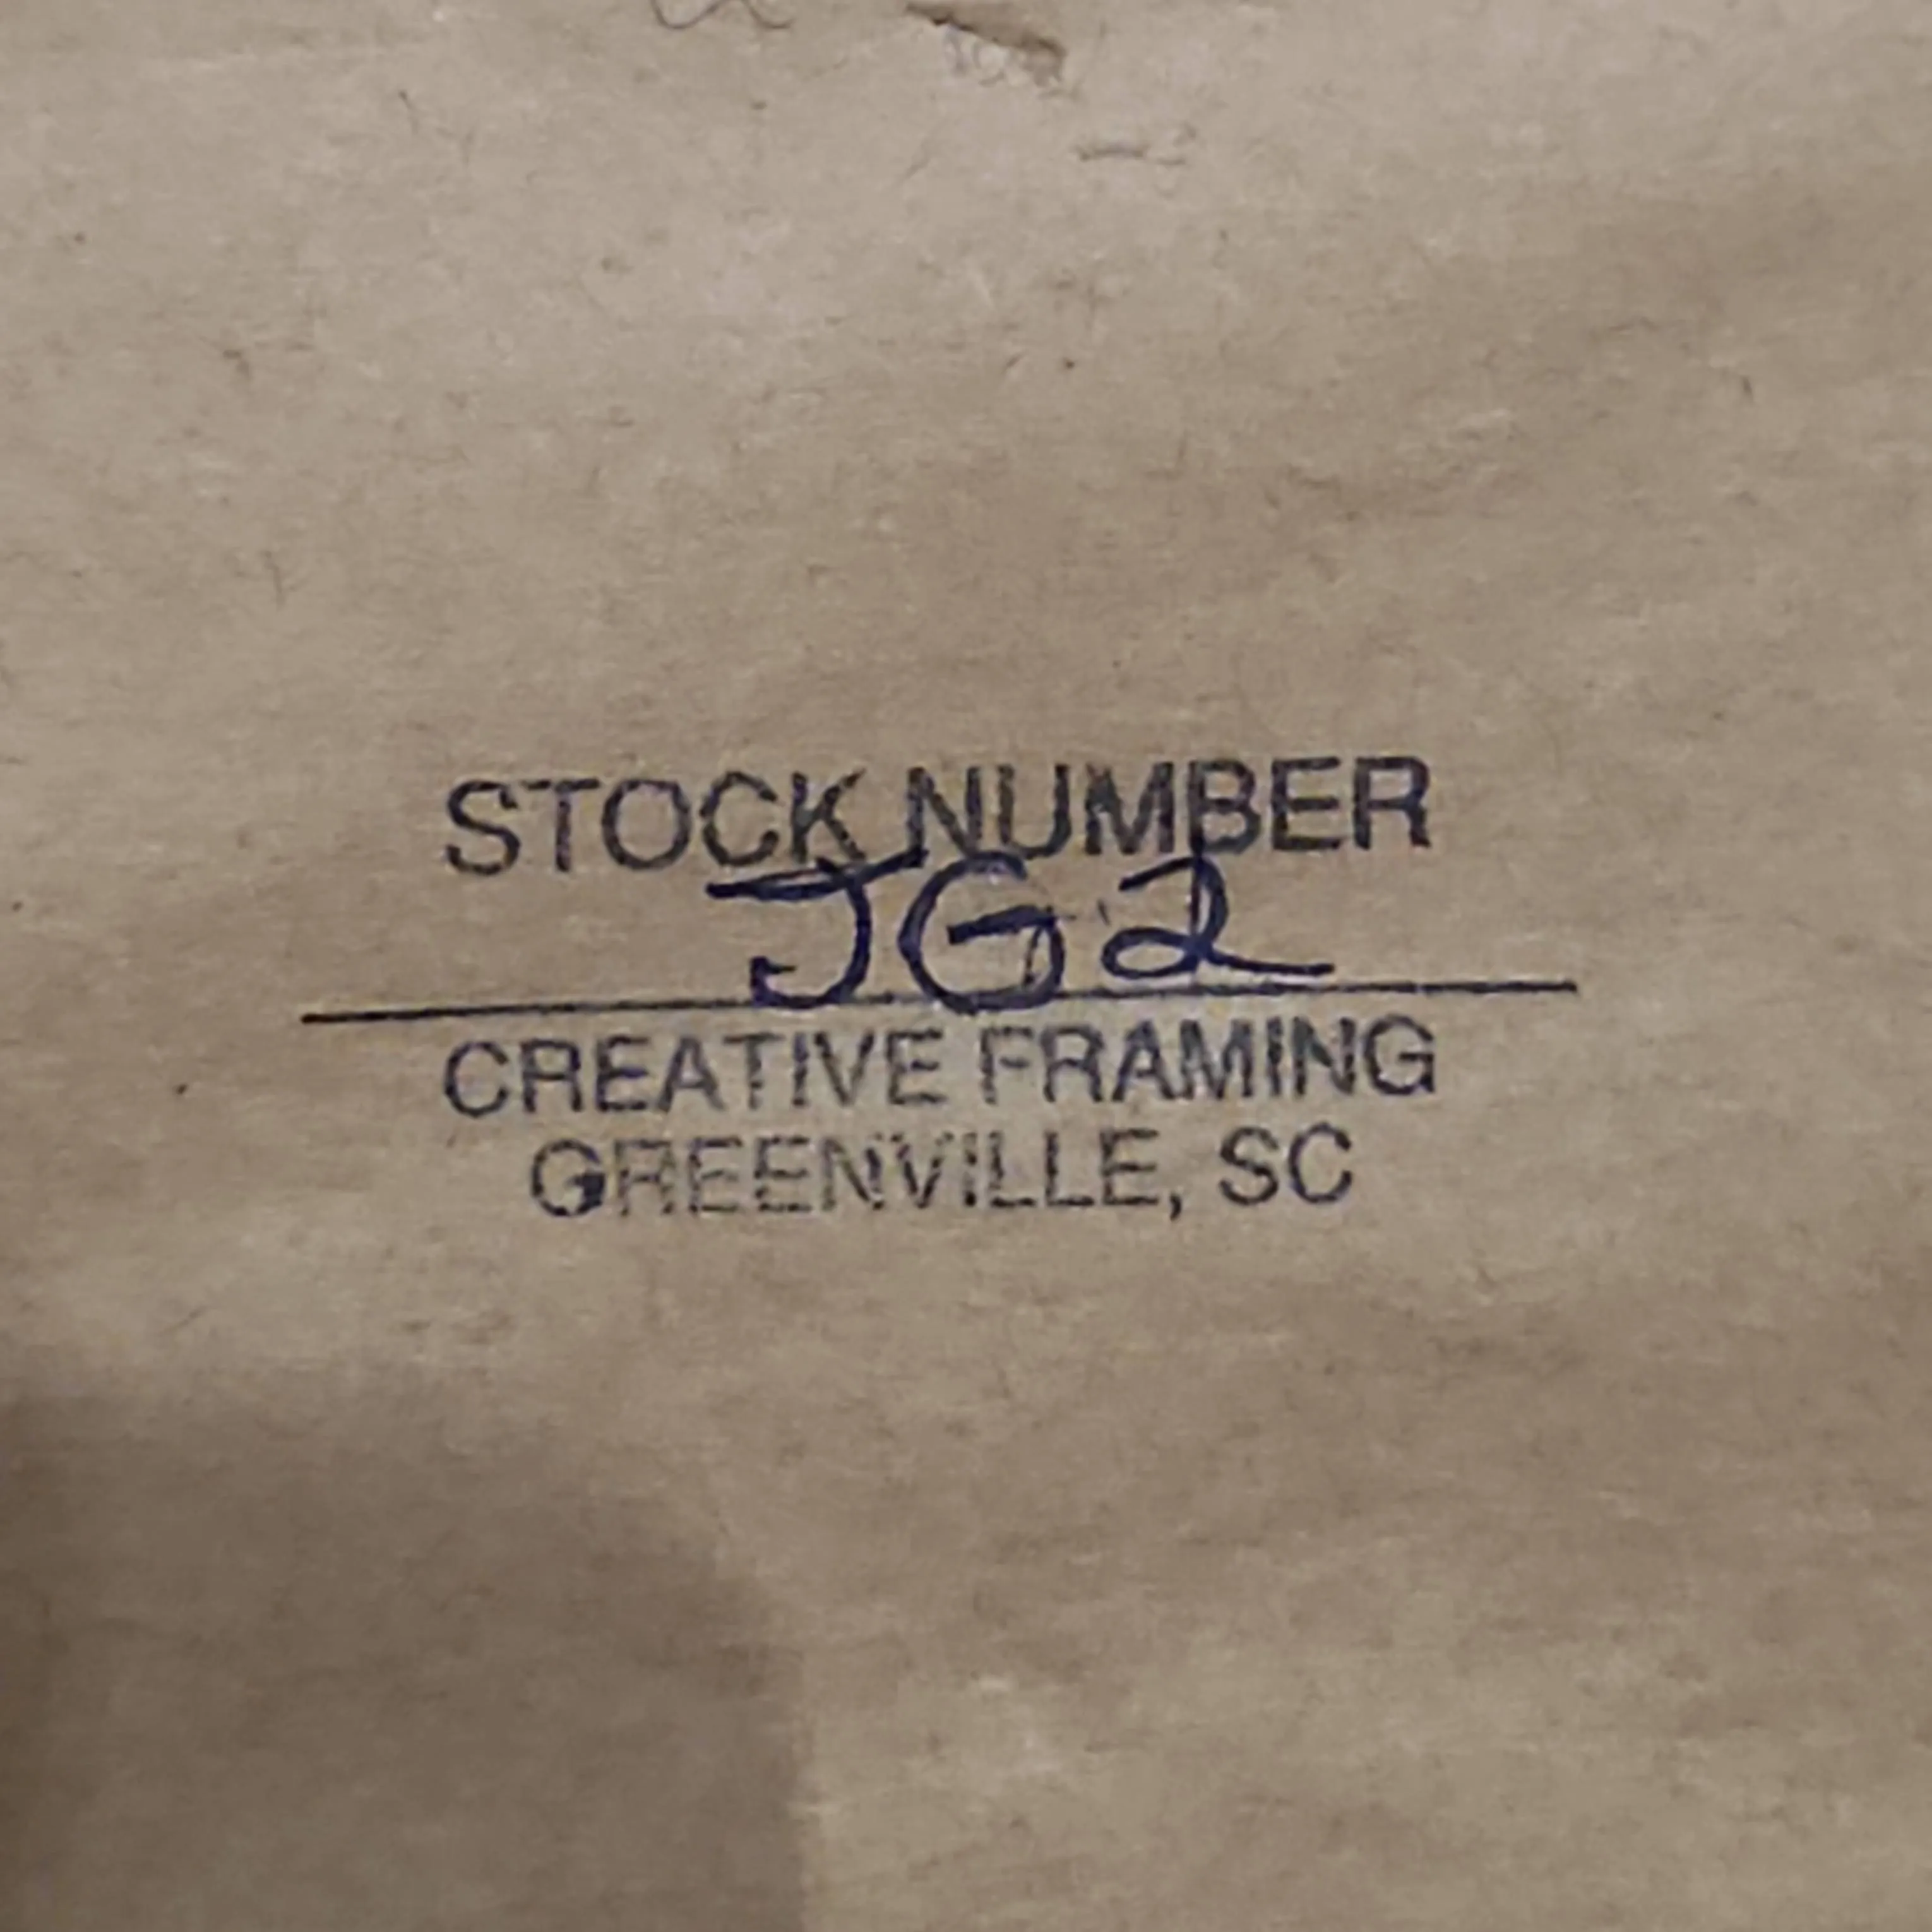 STOCK NUMBER
JG2
CREATIVE FRAMING
GREENVILLE, SC